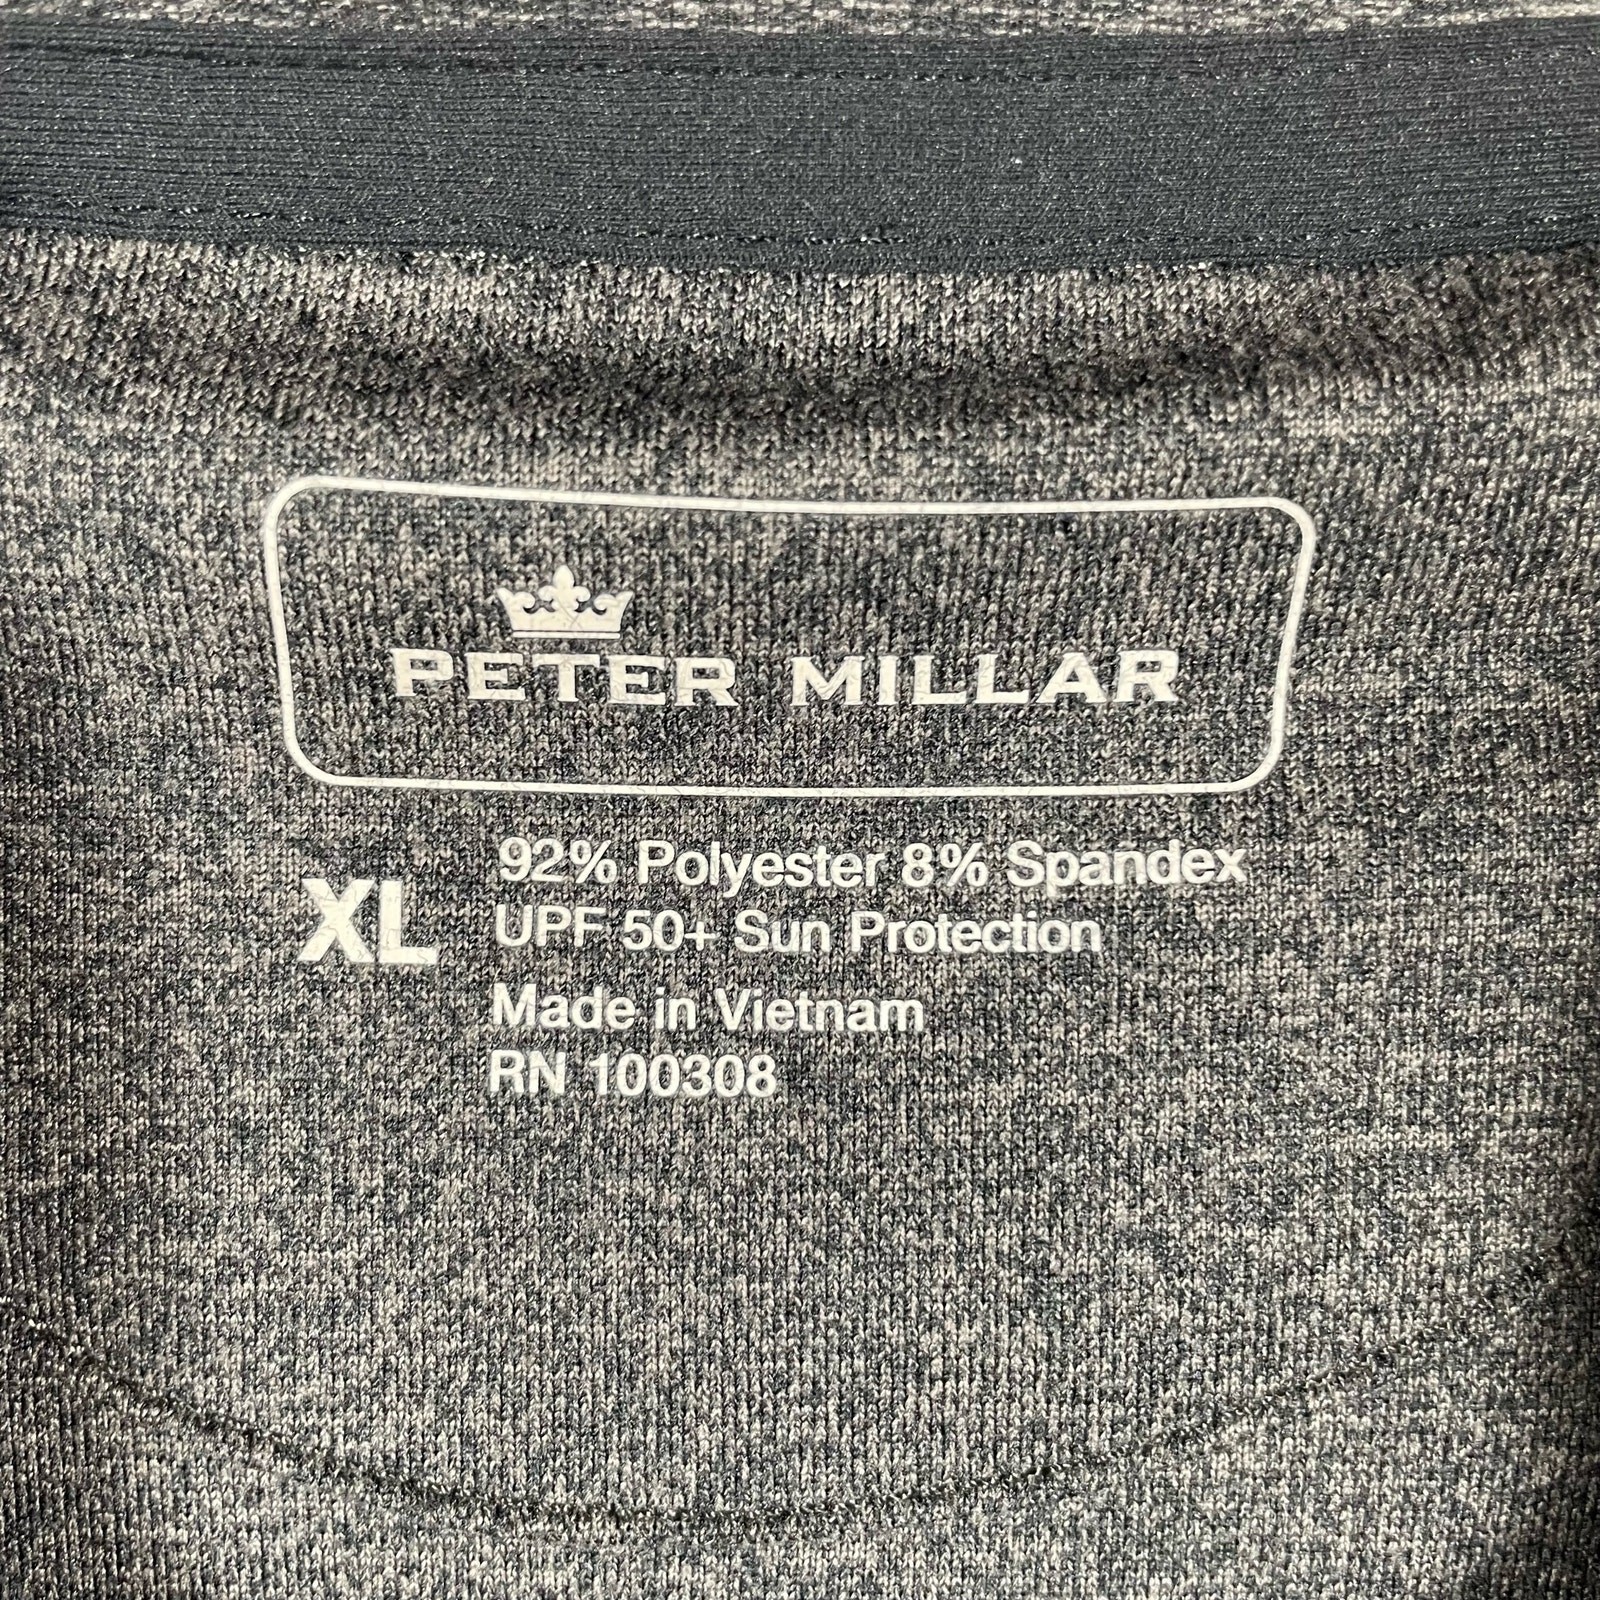 PETER MILLAR
XL
92% Polyester 8% Spandex
UPF 50+ Sun Protection
Made in Vietnam
RN 100308